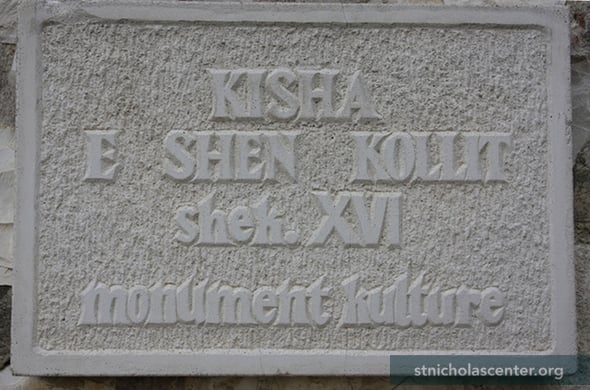 KISHA
E SHEN KOLLIT
shek. XVI
monument kulture
stnicholascenter.org